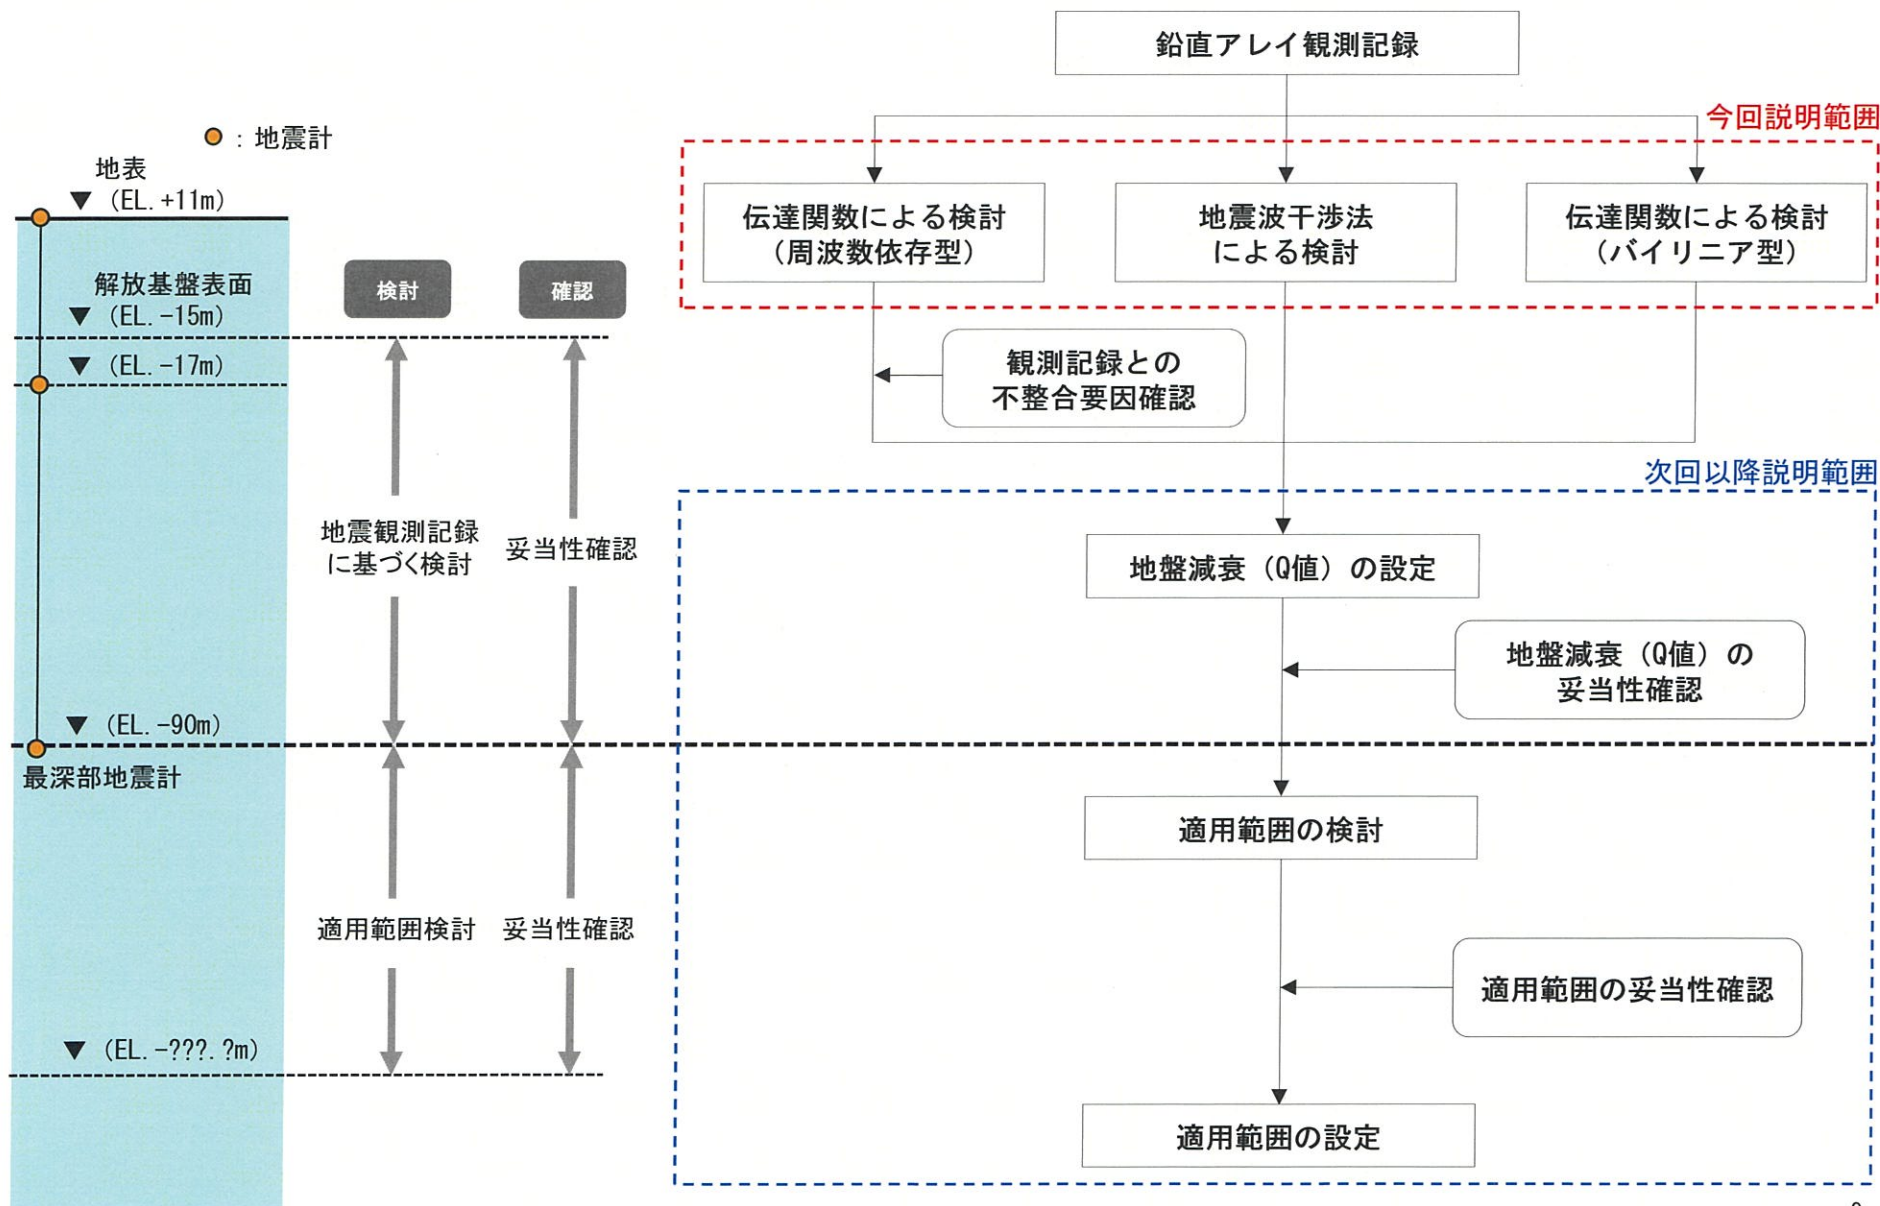 鉛直アレイ観測記録
今回説明範囲
：地震計
地表
▼ (EL.+11m)
伝達関数による検討
(周波数依存型)
地震波干渉法
による検討
伝達関数による検討
(バイリニア型)
解放基盤表面
▼ (EL.-15m)
検討
確認
▼ (EL.-17m)
観測記録との
不整合要因確認
次回以降説明範囲
地震観測記録
に基づく検討
妥当性確認
地盤減衰（Q値）の設定
地盤減衰（Q値）の
妥当性確認
▼ (EL.-90m)
最深部地震計
適用範囲の検討
適用範囲検討
妥当性確認
適用範囲の妥当性確認
▼ (EL.-???.?m)
適用範囲の設定